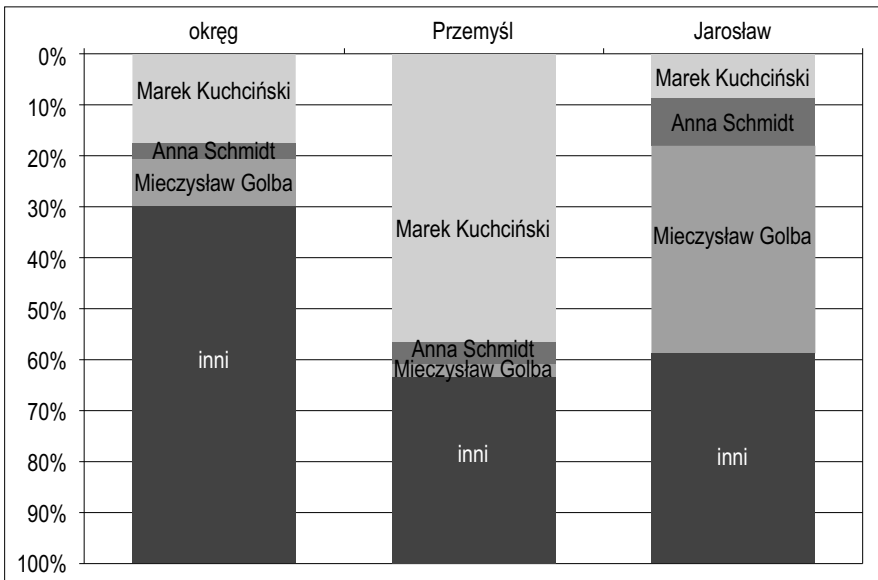 okręg Przemyśl Jarosław
0%
10%
20%
30%
40%
50%
60%
70%
80%
90%
100%
Marek Kuchciński
Anna Schmidt
Mieczysław Golba
inni
Marek Kuchciński
Anna Schmidt
Mieczysław Golba
inni
Marek Kuchciński
Anna Schmidt
Mieczysław Golba
inni